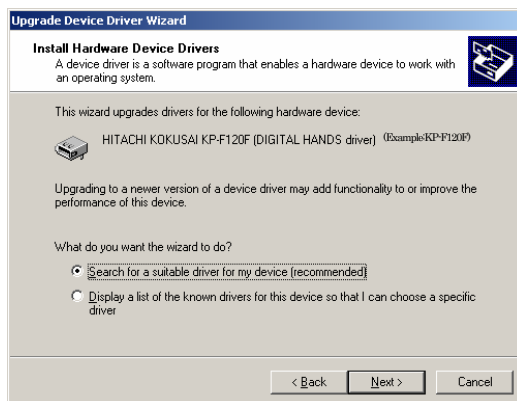 Upgrade Device Driver Wizard
Install Hardware Device Drivers
A device driver is a software program that enables a hardware device to work with
an operating system.
This wizard upgrades drivers for the following hardware device:
HITACHI KOKUSAI KP-F120F (DIGITAL HANDS driver) (Example:KP-F120F)
Upgrading to a newer version of a device driver may add functionality to or improve the
performance of this device.
What do you want the wizard to do?
Search for a suitable driver for my device (recommended)
Display a list of the known drivers for this device so that I can choose a specific
driver
< Back Next > Cancel